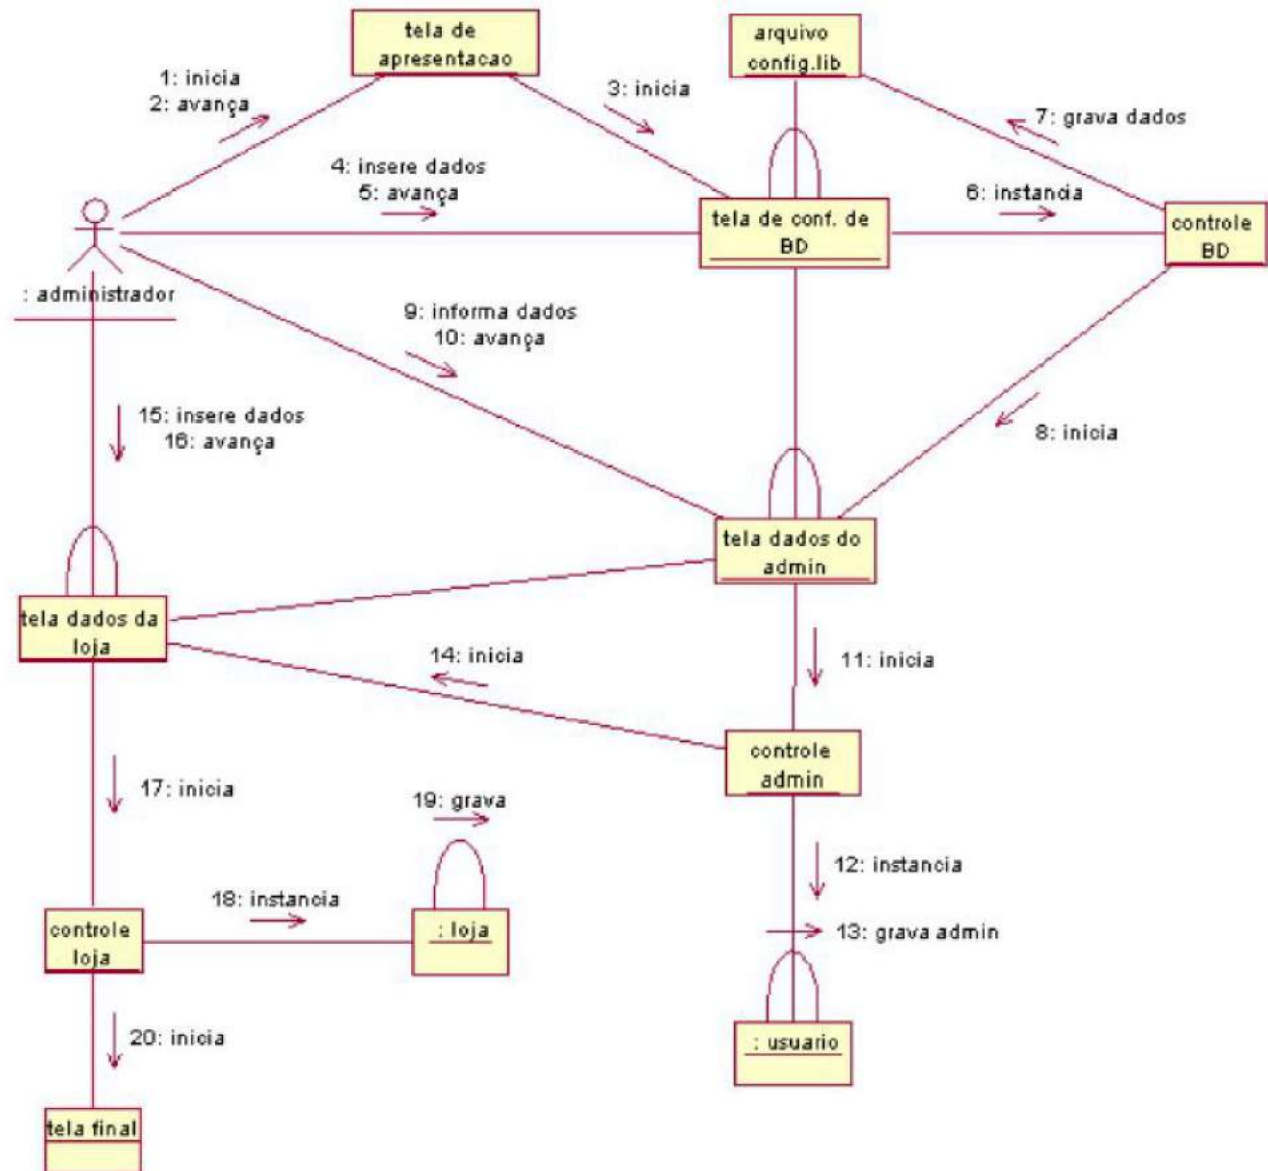 tela de
apresentacao
arquivo
config.lib
1: inicia
2: avança
3: inicia
7: grava dados
4: insere dados
5: avança
6: instancia
tela de conf. de
BD
controle
BD
: administrador
9: informa dados
10: avança
15: insere dados
16: avança
8: inicia
tela dados do
admin
tela dados da
loja
14: inicia
11: inicia
controle
admin
17: inicia
19: grava
12: instancia
18: instancia
controle
loja
: loja
13: grava admin
20: inicia
: usuario
tela final